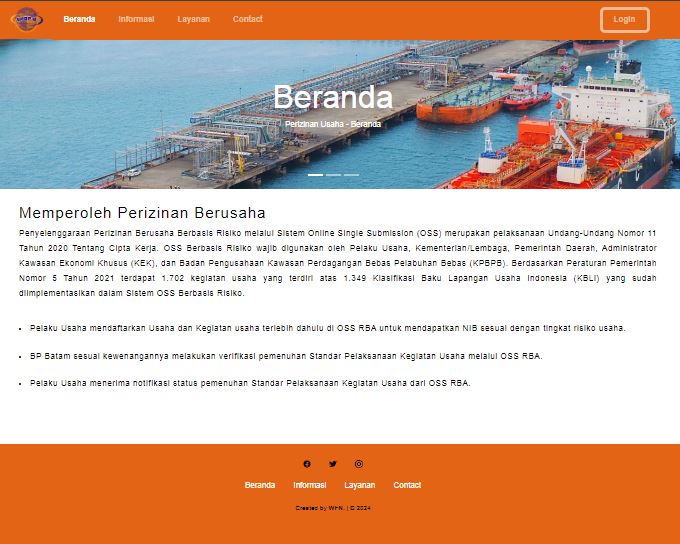 Beranda Informasi Layanan Contact Login
Beranda
Perizinan Usaha - Beranda
Memperoleh Perizinan Berusaha
Penyelenggaraan Perizinan Berusaha Berbasis Risiko melalui Sistem Online Single Submission (OSS) merupakan pelaksanaan Undang-Undang Nomor 11
Tahun 2020 Tentang Cipta Kerja. OSS Berbasis Risiko wajib digunakan oleh Pelaku Usaha, Kementerian/Lembaga, Pemerintah Daerah, Administrator
Kawasan Ekonomi Khusus (KEK), dan Badan Pengusahaan Kawasan Perdagangan Bebas Pelabuhan Bebas (KPBPB). Berdasarkan Peraturan Pemerintah
Nomor 5 Tahun 2021 terdapat 1.702 kegiatan usaha yang terdiri atas 1.349 Klasifikasi Baku Lapangan Usaha Indonesia (KBLI) yang sudah
diimplementasikan dalam Sistem OSS Berbasis Risiko.
• Pelaku Usaha mendaftarkan Usaha dan Kegiatan usaha terlebih dahulu di OSS RBA untuk mendapatkan NIB sesuai dengan tingkat risiko usaha.
• BP Batam sesuai kewenangannya melakukan verifikasi pemenuhan Standar Pelaksanaan Kegiatan Usaha melalui OSS RBA.
• Pelaku Usaha menerima notifikasi status pemenuhan Standar Pelaksanaan Kegiatan Usaha dari OSS RBA.
Beranda Informasi Layanan Contact
Created by WFN. | © 2024